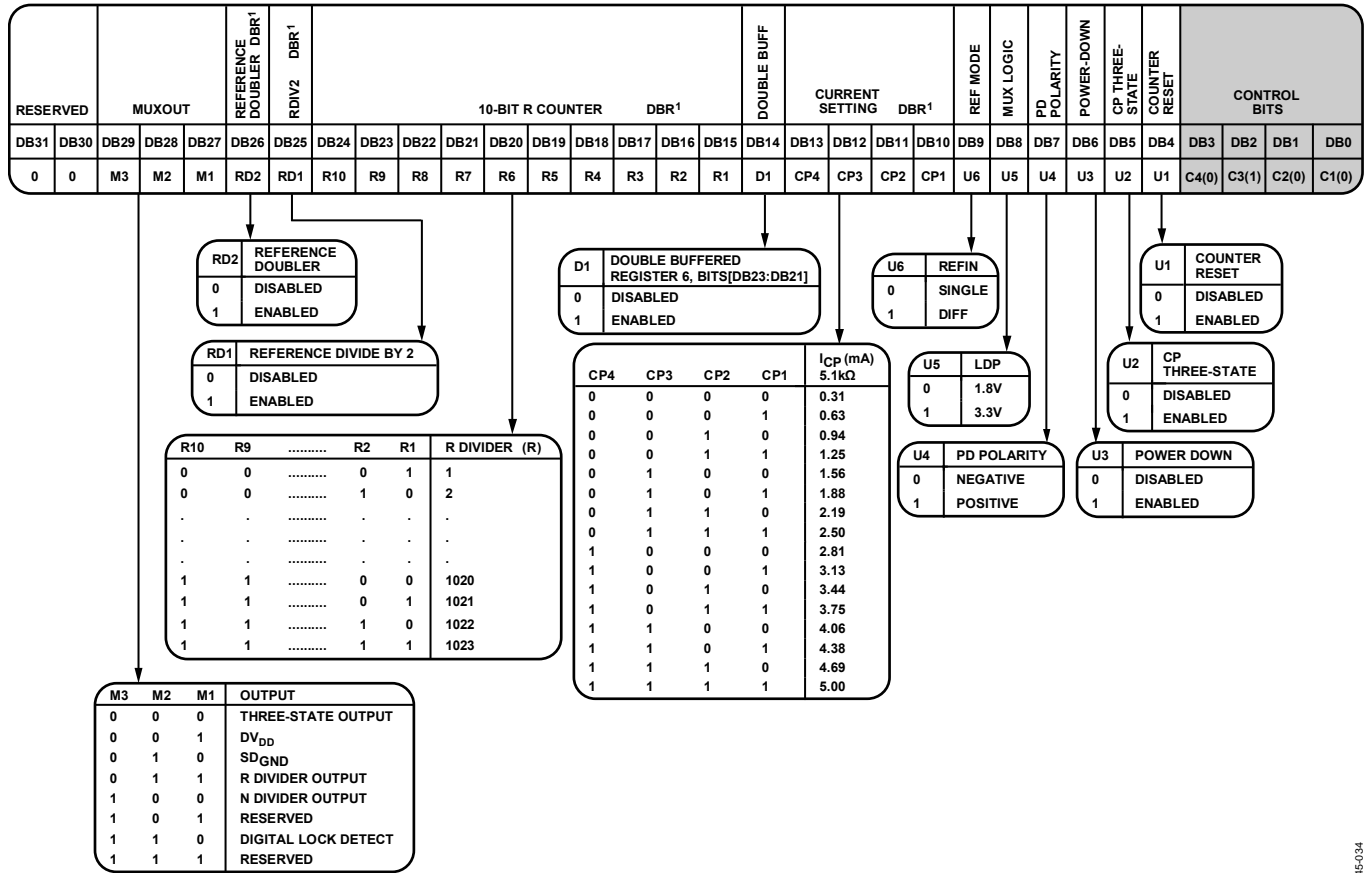 RESERVED MUXOUT REFERENCE DOUBLER DBR1 RDIV2 DBR1 10-BIT R COUNTER DBR1 DOUBLE BUFF CURRENT SETTING DBR1 REF MODE MUX LOGIC PD POLARITY POWER-DOWN CP THREE-STATE COUNTER RESET CONTROL BITS
DB31 DB30 DB29 DB28 DB27 DB26 DB25 DB24 DB23 DB22 DB21 DB20 DB19 DB18 DB17 DB16 DB15 DB14 DB13 DB12 DB11 DB10 DB9 DB8 DB7 DB6 DB5 DB4 DB3 DB2 DB1 DB0
0 0 M3 M2 M1 RD2 RD1 R10 R9 R8 R7 R6 R5 R4 R3 R2 R1 D1 CP4 CP3 CP2 CP1 U6 U5 U4 U3 U2 U1 C4(0) C3(1) C2(0) C1(0)
RD2 REFERENCE DOUBLER
0 DISABLED
1 ENABLED
RD1 REFERENCE DIVIDE BY 2
0 DISABLED
1 ENABLED
R10 R9 .......... R2 R1 R DIVIDER (R)
0 0 .......... 0 1 1
0 0 .......... 1 0 2
. . .......... . . .
. . .......... . . .
. . .......... . . .
1 1 .......... 0 0 1020
1 1 .......... 0 1 1021
1 1 .......... 1 0 1022
1 1 .......... 1 1 1023
M3 M2 M1 OUTPUT
0 0 0 THREE-STATE OUTPUT
0 0 1 DVDD
0 1 0 SDGND
0 1 1 R DIVIDER OUTPUT
1 0 0 N DIVIDER OUTPUT
1 0 1 RESERVED
1 1 0 DIGITAL LOCK DETECT
1 1 1 RESERVED
D1 DOUBLE BUFFERED
REGISTER 6, BITS[DB23:DB21]
0 DISABLED
1 ENABLED
CP4 CP3 CP2 CP1 ICP (mA) 5.1kΩ
0 0 0 0 0.31
0 0 0 1 0.63
0 0 1 0 0.94
0 0 1 1 1.25
0 1 0 0 1.56
0 1 0 1 1.88
0 1 1 0 2.19
0 1 1 1 2.50
1 0 0 0 2.81
1 0 0 1 3.13
1 0 1 0 3.44
1 0 1 1 3.75
1 1 0 0 4.06
1 1 0 1 4.38
1 1 1 0 4.69
1 1 1 1 5.00
U6 REFIN
0 SINGLE
1 DIFF
U5 LDP
0 1.8V
1 3.3V
U4 PD POLARITY
0 NEGATIVE
1 POSITIVE
U3 POWER DOWN
0 DISABLED
1 ENABLED
U2 CP THREE-STATE
0 DISABLED
1 ENABLED
U1 COUNTER RESET
0 DISABLED
1 ENABLED
45-034